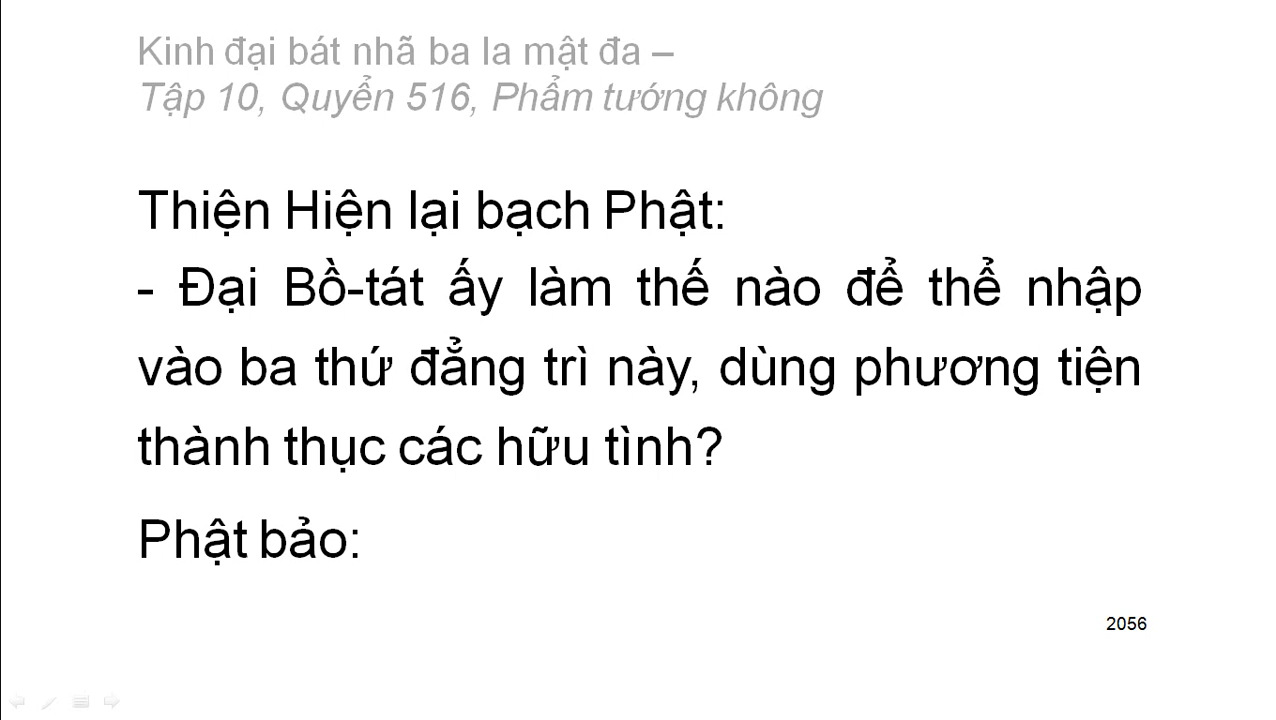 Kinh đại bát nhã ba la mật đa –
Tập 10, Quyển 516, Phẩm tướng không
Thiện Hiện lại bạch Phật:
- Đại Bồ-tát ấy làm thế nào để thể nhập
vào ba thứ đẳng trì này, dùng phương tiện
thành thục các hữu tình?
Phật bảo:
2056